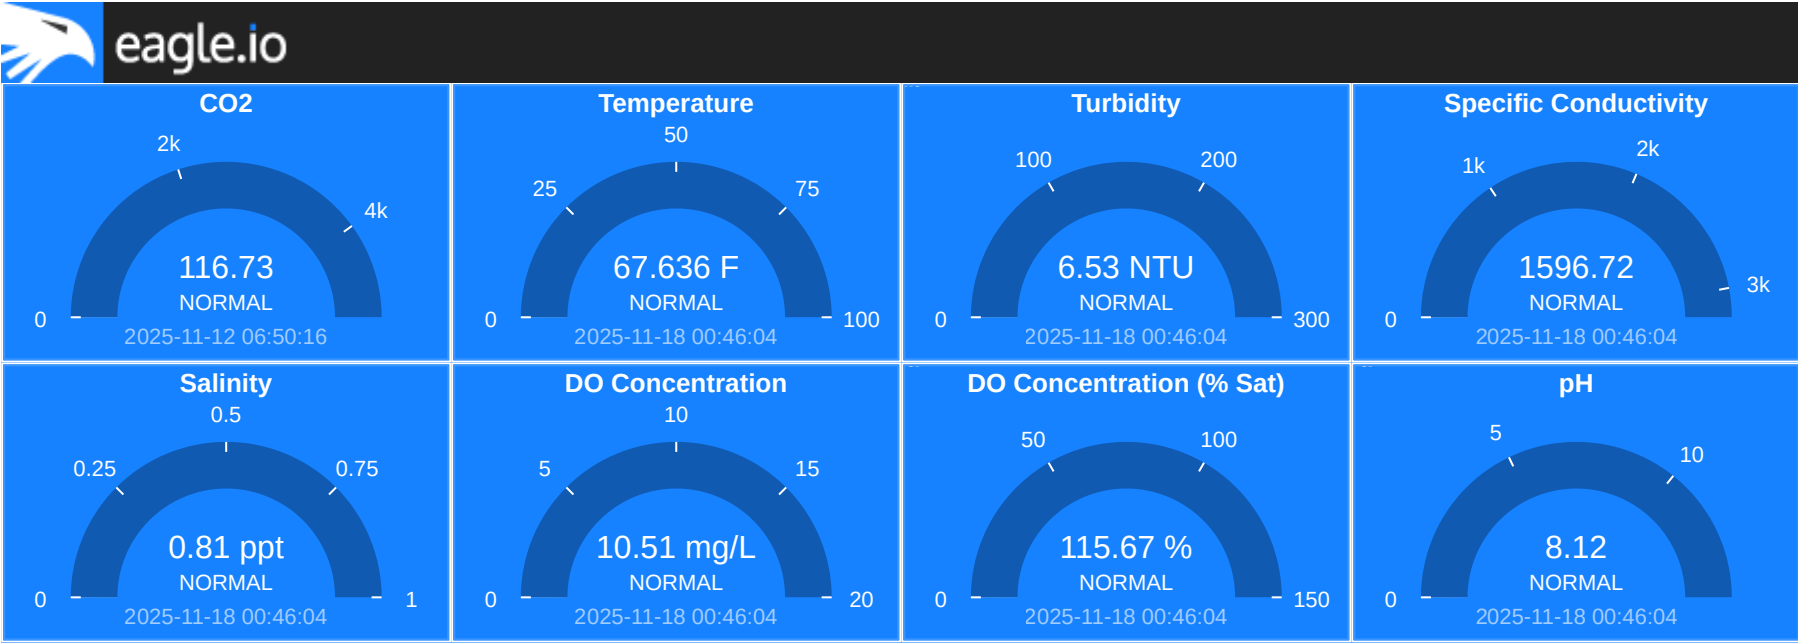 eagle.io
CO2
2k
4k
0
116.73
NORMAL
2025-11-12 06:50:16
Temperature
50
25
75
0
100
67.636 F
NORMAL
2025-11-18 00:46:04
Turbidity
100
200
0
300
6.53 NTU
NORMAL
2025-11-18 00:46:04
Specific Conductivity
1k
2k
3k
0
1596.72
NORMAL
2025-11-18 00:46:04
Salinity
0.5
0.25
0.75
0
1
0.81 ppt
NORMAL
2025-11-18 00:46:04
DO Concentration
10
5
15
0
20
10.51 mg/L
NORMAL
2025-11-18 00:46:04
DO Concentration (% Sat)
50
100
0
150
115.67 %
NORMAL
2025-11-18 00:46:04
pH
5
10
0
8.12
NORMAL
2025-11-18 00:46:04